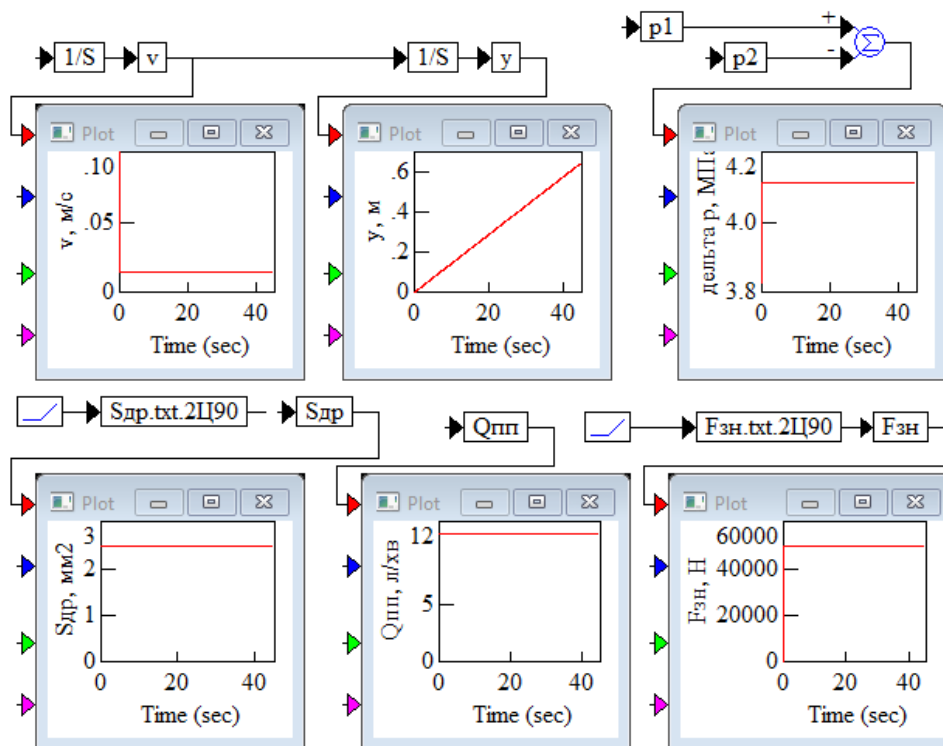 p1
+
1/S
v
1/S
y
p2
-
Σ
Plot
v, м/с
.10
.05
0
0 20 40
Time (sec)
Plot
y, м
.6
.4
.2
0
0 20 40
Time (sec)
Plot
дельта p, МПа
4.2
4.0
3.8
0 20 40
Time (sec)
Sдр.txt.2Ц90
Sдр
Qпп
Fзн.txt.2Ц90
Fзн
Plot
Sдр, мм2
3
2
1
0
0 20 40
Time (sec)
Plot
Qпп, л/хв
12
5
0
0 20 40
Time (sec)
Plot
Fзн, Н
60000
40000
20000
0
0 20 40
Time (sec)